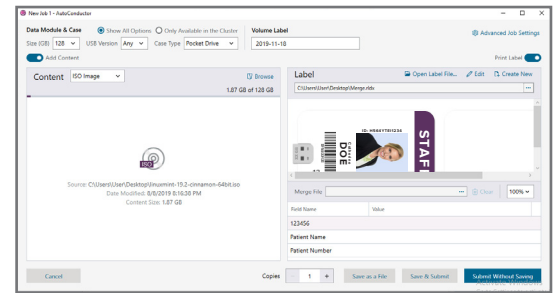 New Job 1 - AutoConductor
Data Module & Case
Show All Options
Only Available in the Cluster
Volume Label
Advanced Job Settings
Size (GB) 128 USB Version Any Case Type Pocket Drive
2019-11-18
Add Content
Print Label
Content ISO Image Browse
1.87 GB of 128 GB
ISO
Source: C:\Users\User\Desktop\linuxmint-19.2-cinnamon-64bit.iso
Date Modified: 8/8/2019 8:16:38 PM
Content Size: 1.87 GB
Label Open Label File... Edit Create New
C:\Users\User\Desktop\Merge.rldx ...
DOE
STAF
Merge File ... Clear 100%
Field Name Value
123456
Patient Name
Patient Number
Cancel
Copies - 1 +
Save as a File
Save & Submit
Submit Without Saving